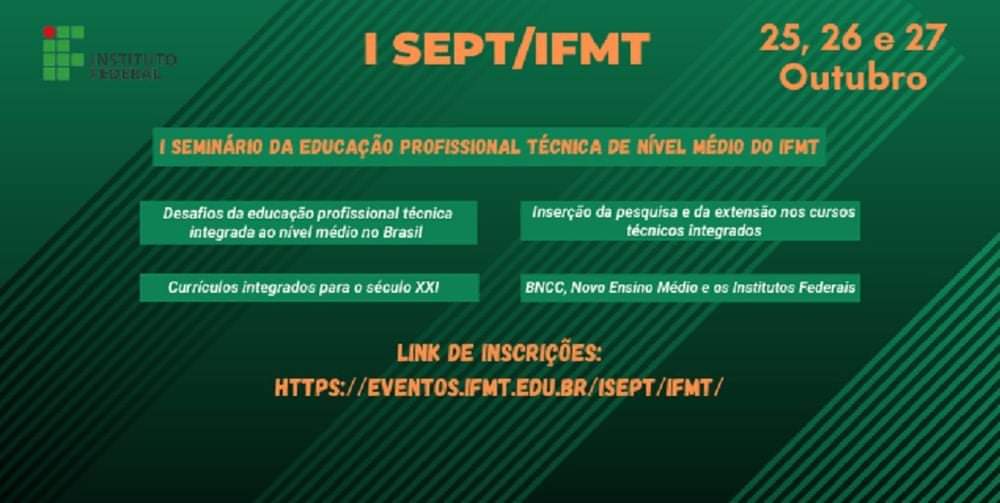 INSTITUTO
FEDERAL
I SEPT/IFMT
25, 26 e 27
Outubro
I SEMINÁRIO DA EDUCAÇÃO PROFISSIONAL TÉCNICA DE NÍVEL MÉDIO DO IFMT
Desafios da educação profissional técnica
integrada ao nível médio no Brasil
Inserção da pesquisa e da extensão nos cursos
técnicos integrados
Currículos integrados para o século XXI
BNCC, Novo Ensino Médio e os Institutos Federais
LINK DE INSCRIÇÕES:
HTTPS://EVENTOS.IFMT.EDU.BR/ISEPT/IFMT/